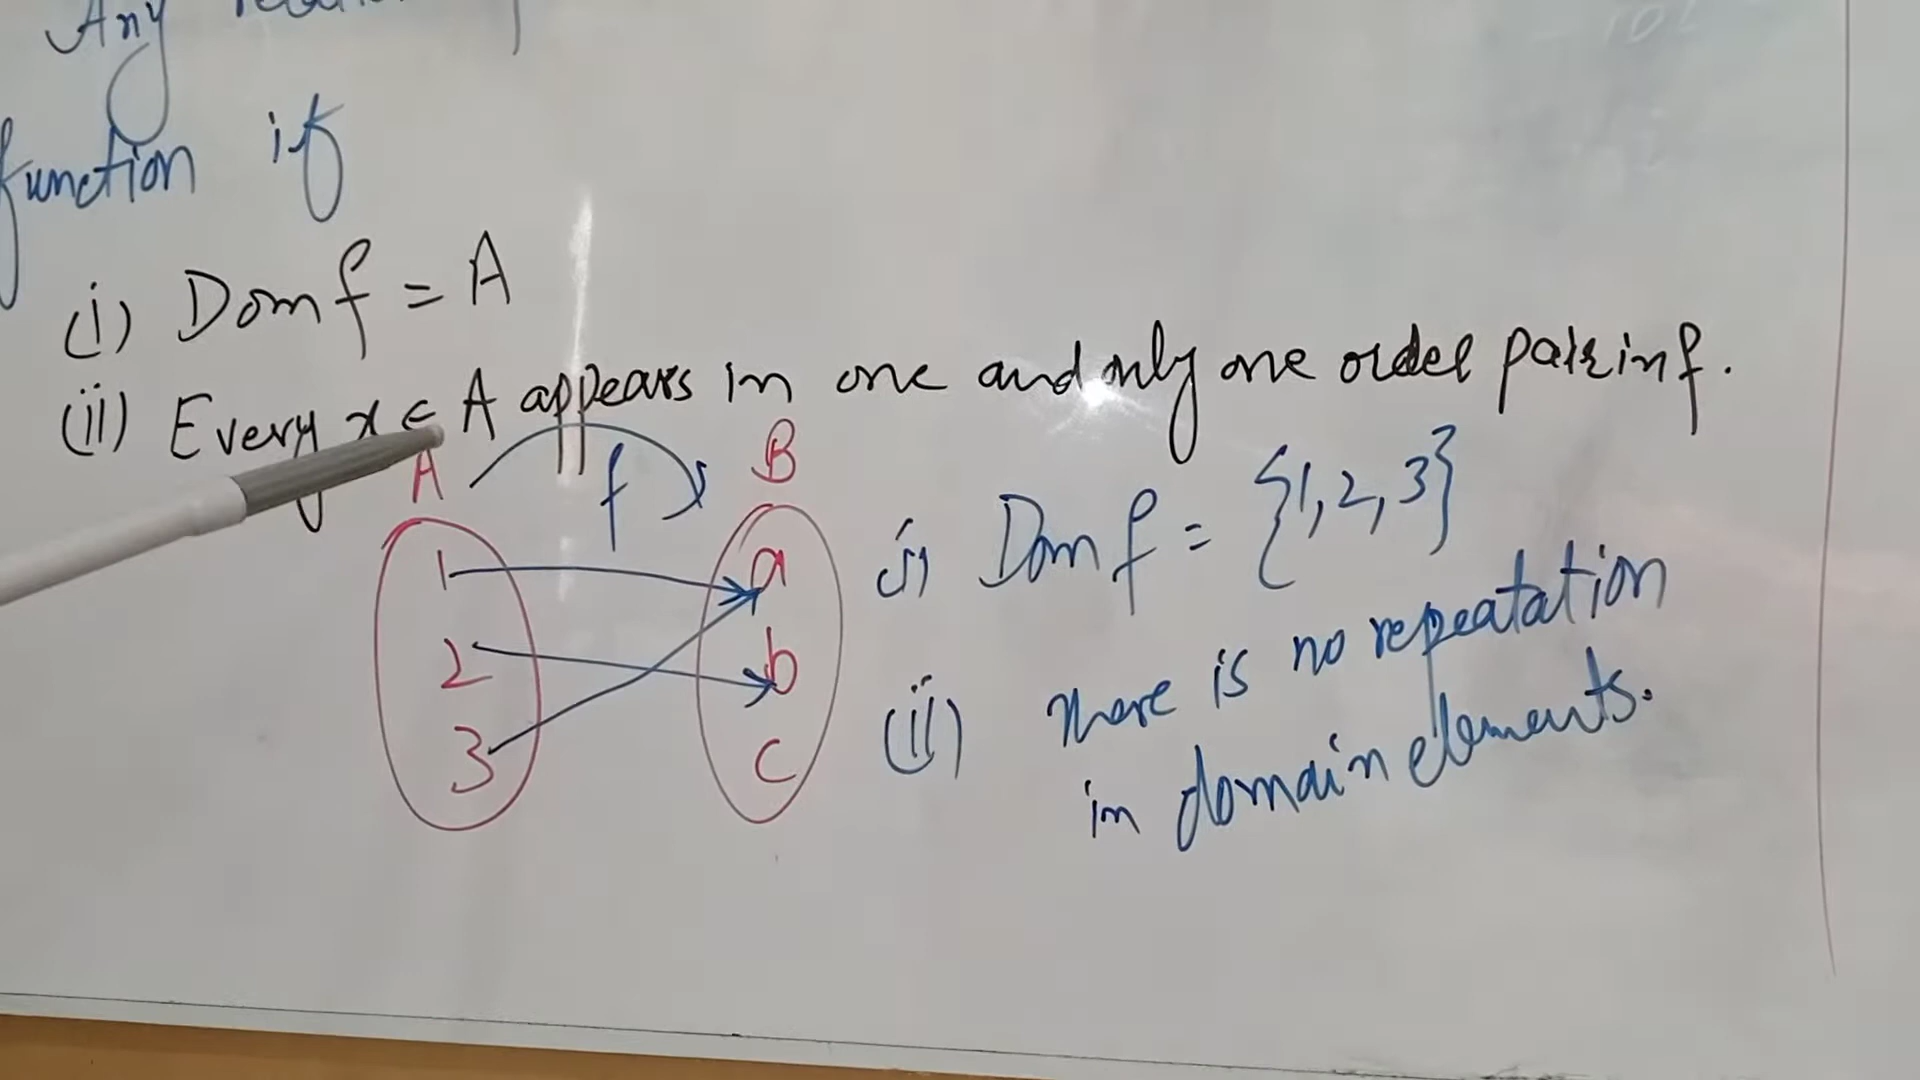 Any
function if
(i) Dom f = A
(ii) Every x ∈ A appears in one and only one order pair in f.
A f B
1 a
2 b
3 c
(i) Dom f = {1, 2, 3}
(ii) there is no repeatation
in domain elements.